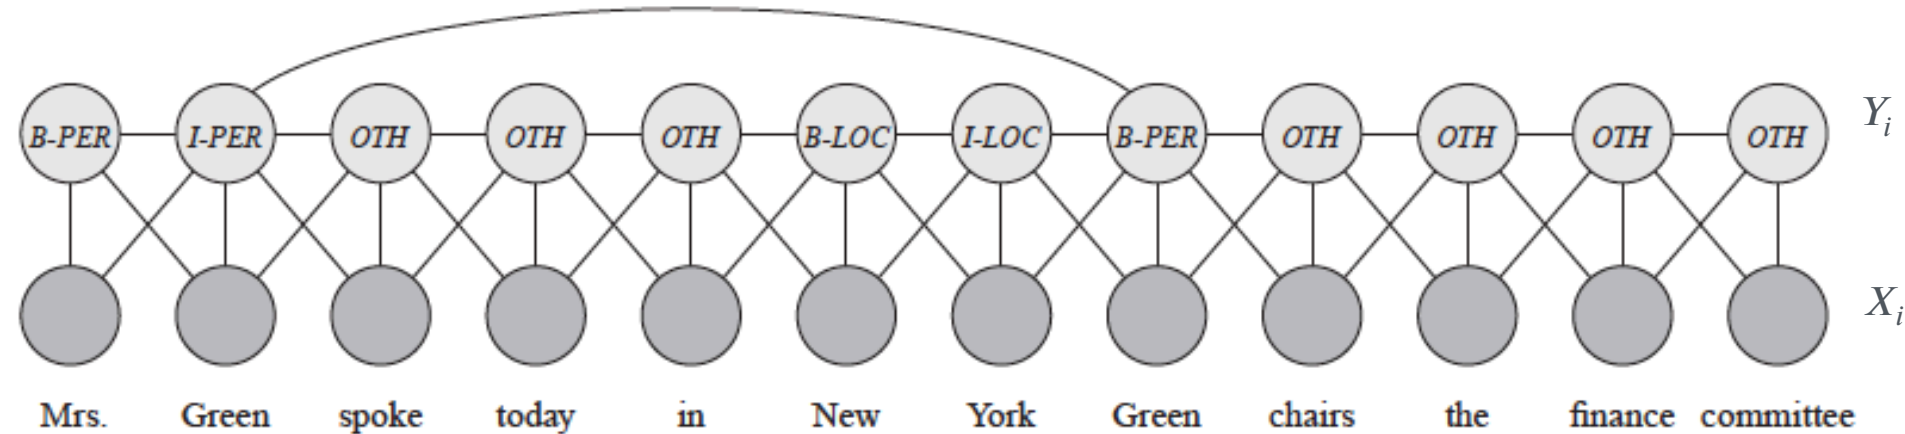 B-PER I-PER OTH OTH OTH B-LOC I-LOC B-PER OTH OTH OTH OTH Yi
Xi
Mrs. Green spoke today in New York Green chairs the finance committee